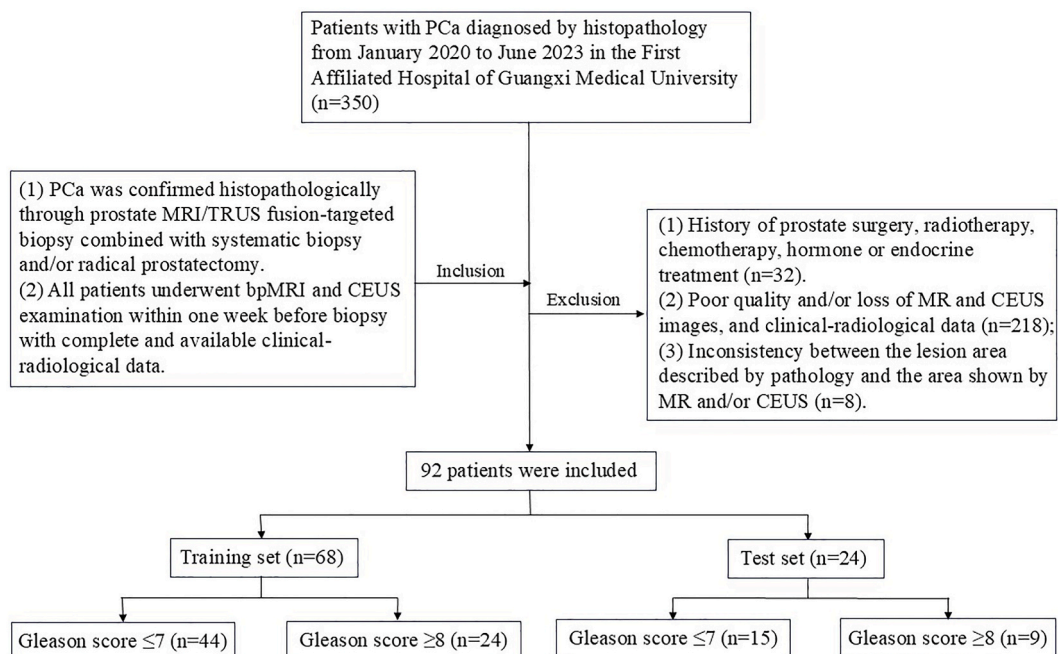 Patients with PCa diagnosed by histopathology
from January 2020 to June 2023 in the First
Affiliated Hospital of Guangxi Medical University
(n=350)
(1) PCa was confirmed histopathologically
through prostate MRI/TRUS fusion-targeted
biopsy combined with systematic biopsy
and/or radical prostatectomy.
(2) All patients underwent bpMRI and CEUS
examination within one week before biopsy
with complete and available clinical-
radiological data.
Inclusion
Exclusion
(1) History of prostate surgery, radiotherapy,
chemotherapy, hormone or endocrine
treatment (n=32).
(2) Poor quality and/or loss of MR and CEUS
images, and clinical-radiological data (n=218);
(3) Inconsistency between the lesion area
described by pathology and the area shown by
MR and/or CEUS (n=8).
92 patients were included
Training set (n=68)
Test set (n=24)
Gleason score ≤7 (n=44)
Gleason score ≥8 (n=24)
Gleason score ≤7 (n=15)
Gleason score ≥8 (n=9)